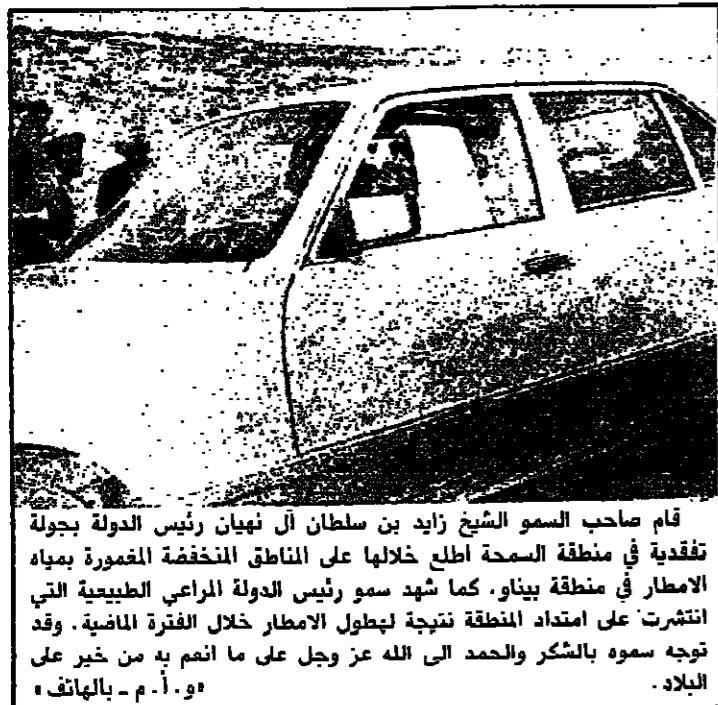 قام صاحب السمو الشيخ زايد بن سلطان آل نهيان رئيس الدولة بجولة
تفقدية في منطقة السمحة اطلع خلالها على المناطق المنخفضة المغمورة بمياه
الامطار في منطقة بيناو. كما شهد سمو رئيس الدولة المراعي الطبيعية التي
انتشرت على امتداد المنطقة نتيجة لهطول الامطار خلال الفترة الماضية. وقد
توجه سموه بالشكر والحمد الى الله عز وجل على ما انعم به من خير على
البلاد. «و.أ.م ـ بالهاتف»